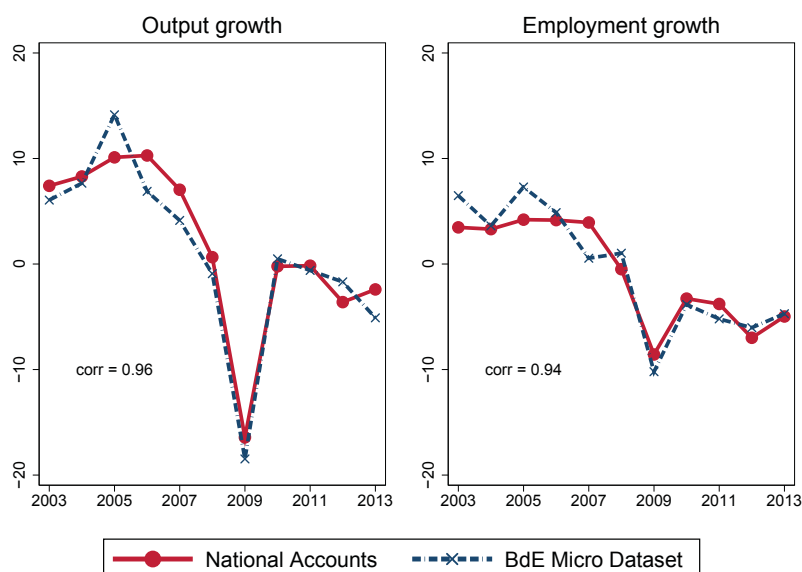 Output growth
Employment growth
20
10
0
−10
−20
corr = 0.96
2003 2005 2007 2009 2011 2013
20
10
0
−10
−20
corr = 0.94
2003 2005 2007 2009 2011 2013
National Accounts
BdE Micro Dataset